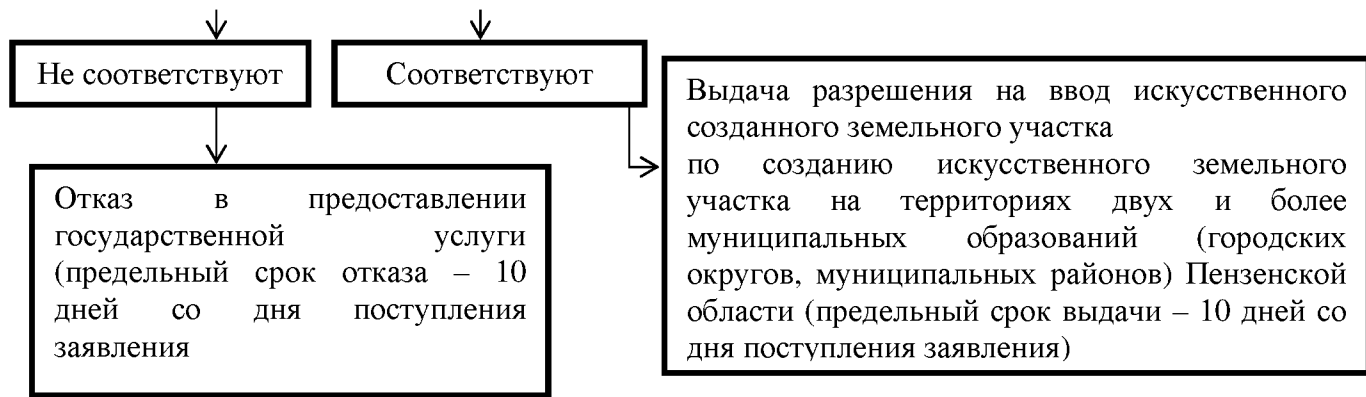 Не соответствуют
Соответствуют
Отказ в предоставлении
государственной услуги
(предельный срок отказа – 10
дней со дня поступления
заявления
Выдача разрешения на ввод искусственного
созданного земельного участка
по созданию искусственного земельного
участка на территориях двух и более
муниципальных образований (городских
округов, муниципальных районов) Пензенской
области (предельный срок выдачи – 10 дней со
дня поступления заявления)